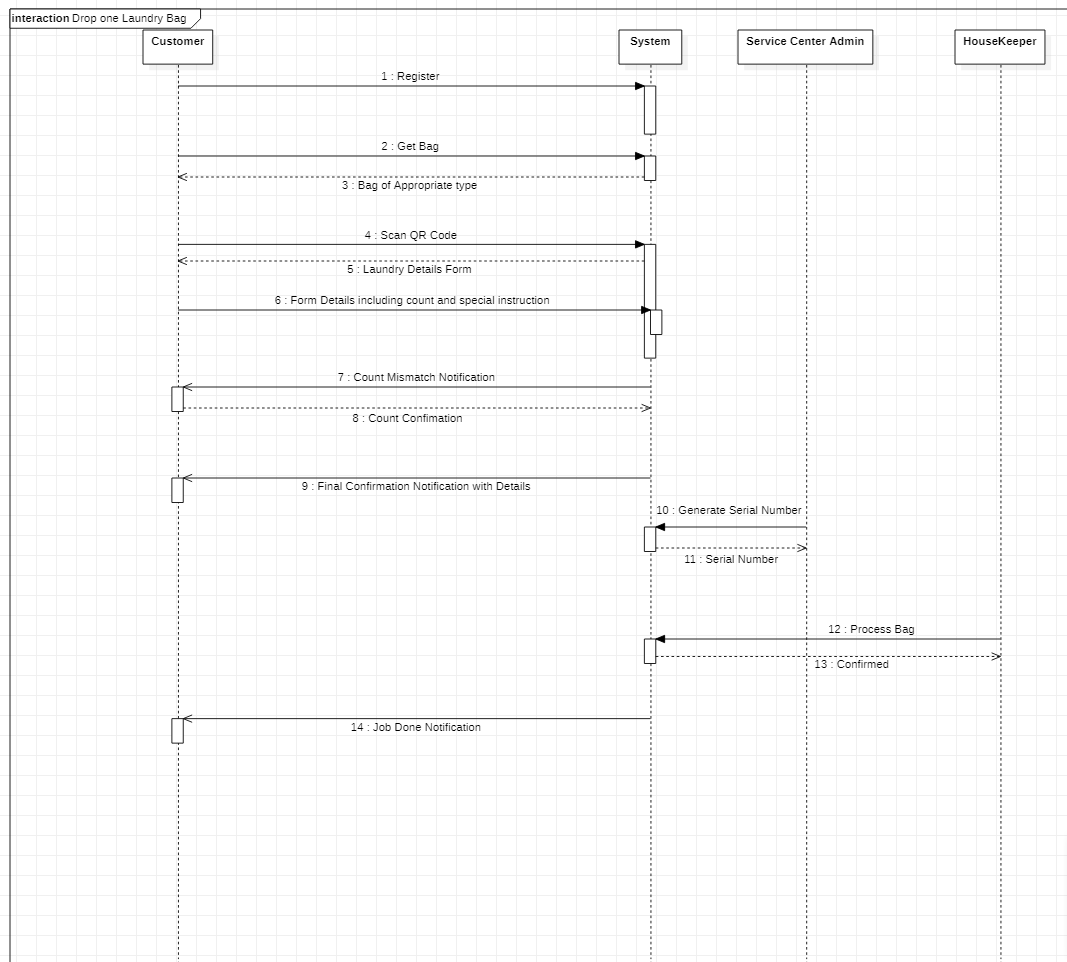 interaction Drop one Laundry Bag
Customer
System
Service Center Admin
HouseKeeper
1 : Register
2 : Get Bag
3 : Bag of Appropriate type
4 : Scan QR Code
5 : Laundry Details Form
6 : Form Details including count and special instruction
7 : Count Mismatch Notification
8 : Count Confimation
9 : Final Confirmation Notification with Details
10 : Generate Serial Number
11 : Serial Number
12 : Process Bag
13 : Confirmed
14 : Job Done Notification